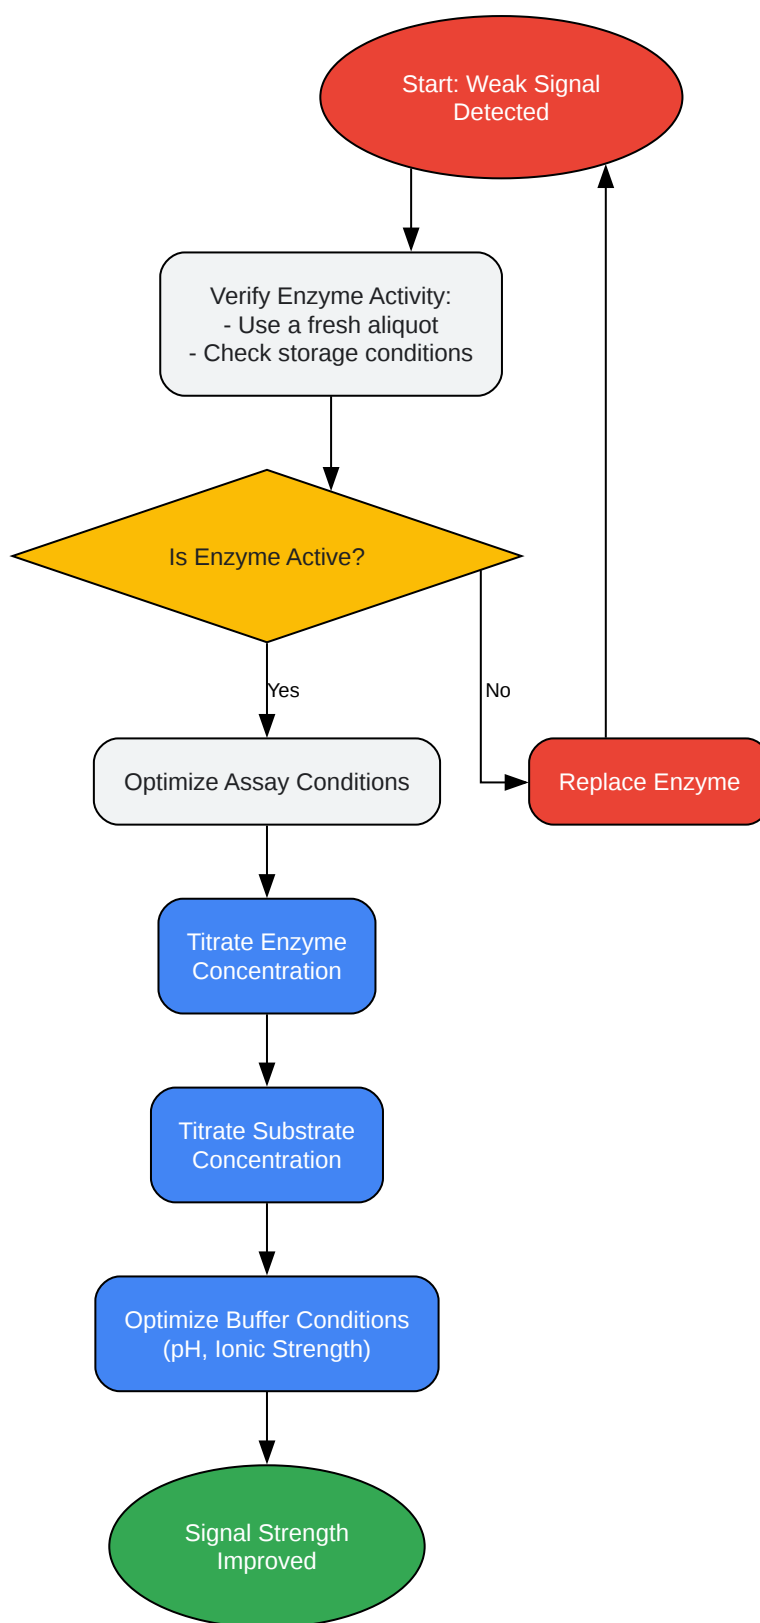 Start: Weak Signal
Detected
Verify Enzyme Activity:
- Use a fresh aliquot
- Check storage conditions
Is Enzyme Active?
Yes
No
Optimize Assay Conditions
Replace Enzyme
Titrate Enzyme
Concentration
Titrate Substrate
Concentration
Optimize Buffer Conditions
(pH, Ionic Strength)
Signal Strength
Improved